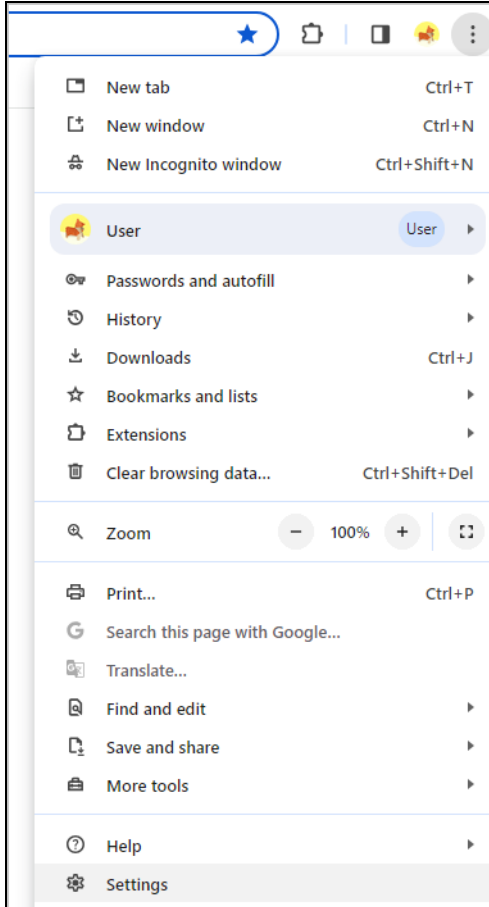 New tab Ctrl+T
New window Ctrl+N
New Incognito window Ctrl+Shift+N
User User
Passwords and autofill
History
Downloads Ctrl+J
Bookmarks and lists
Extensions
Clear browsing data... Ctrl+Shift+Del
Zoom − 100% +
Print... Ctrl+P
Search this page with Google...
Translate...
Find and edit
Save and share
More tools
Help
Settings